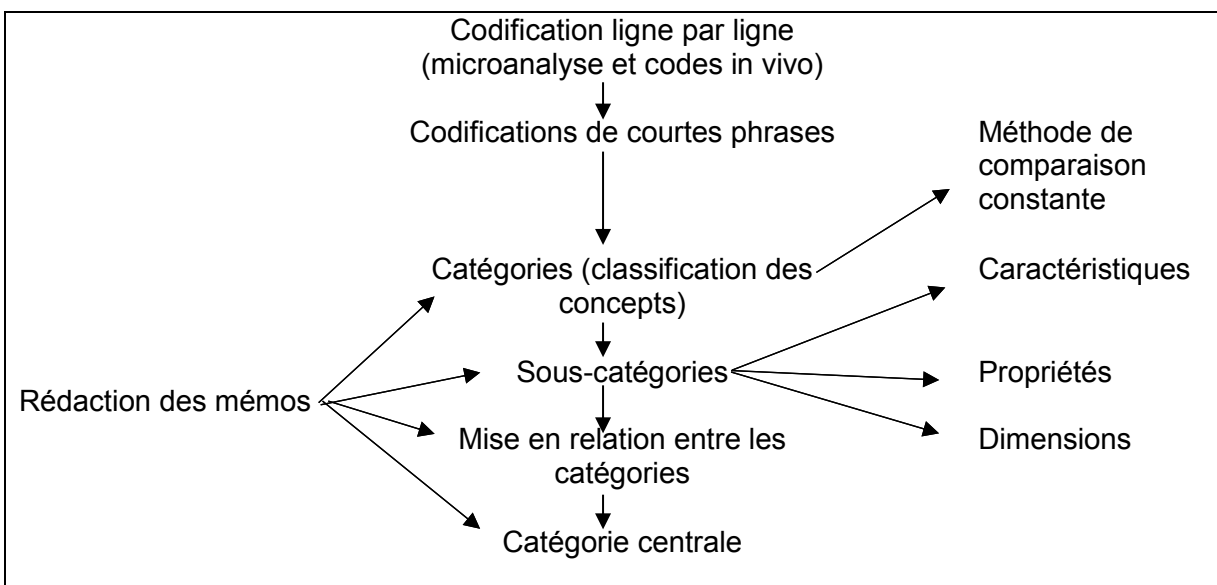 Codification ligne par ligne
(microanalyse et codes in vivo)
Codifications de courtes phrases
Méthode de
comparaison
constante
Catégories (classification des
concepts)
Caractéristiques
Sous-catégories
Propriétés
Rédaction des mémos
Mise en relation entre les
catégories
Dimensions
Catégorie centrale